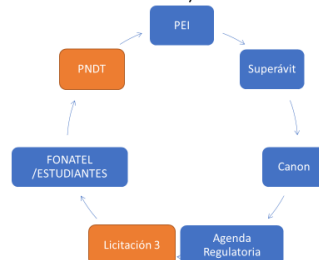 PEI
Superávit
Canon
Agenda
Regulatoria
Licitación 3
FONATEL
/ESTUDIANTES
PNDT